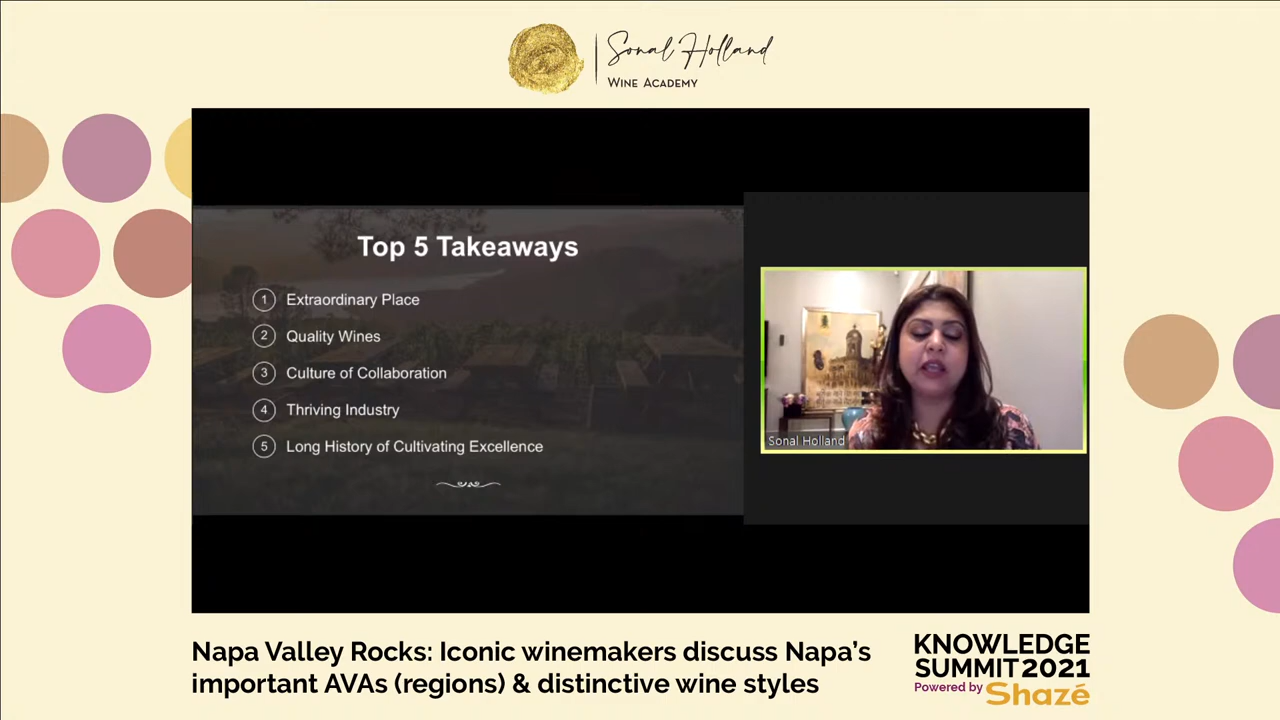 Sonal Holland
WINE ACADEMY
Top 5 Takeaways
1 Extraordinary Place
2 Quality Wines
3 Culture of Collaboration
4 Thriving Industry
5 Long History of Cultivating Excellence
Sonal Holland
Napa Valley Rocks: Iconic winemakers discuss Napa's
important AVAs (regions) & distinctive wine styles
KNOWLEDGE
SUMMIT 2021
Powered by Shazé